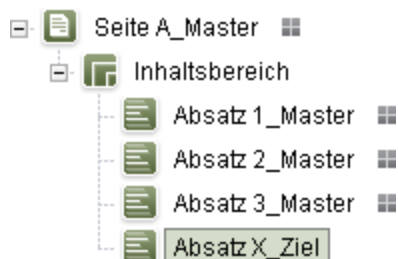 Seite A_Master
Inhaltsbereich
Absatz 1_Master
Absatz 2_Master
Absatz 3_Master
Absatz X_Ziel